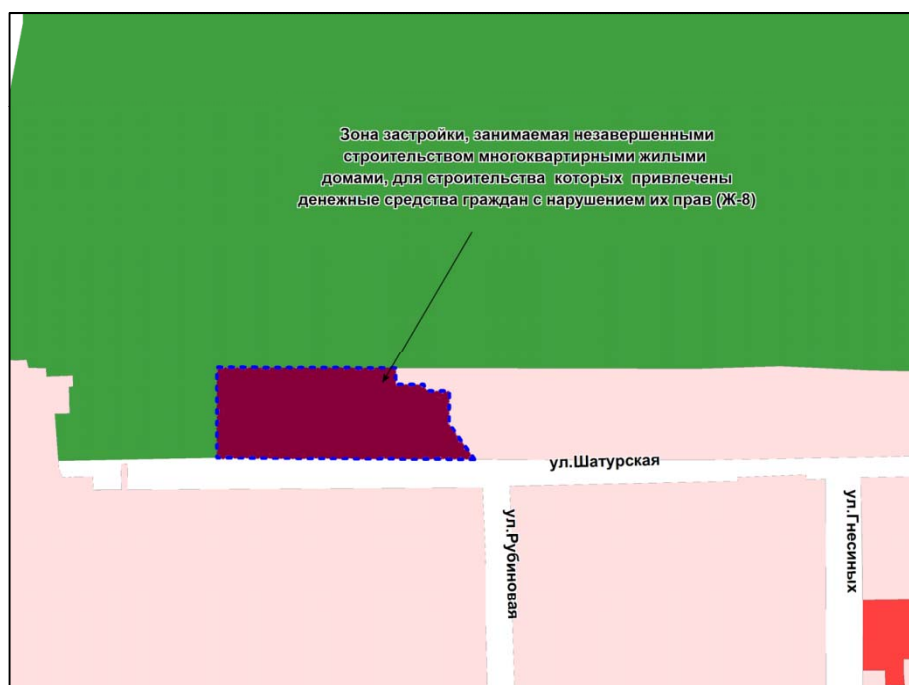 Зона застройки, занимаемая незавершенными
строительством многоквартирными жилыми
домами, для строительства которых привлечены
денежные средства граждан с нарушением их прав (Ж-8)
ул.Шатурская
ул.Рубиновая
ул.Гнесиных